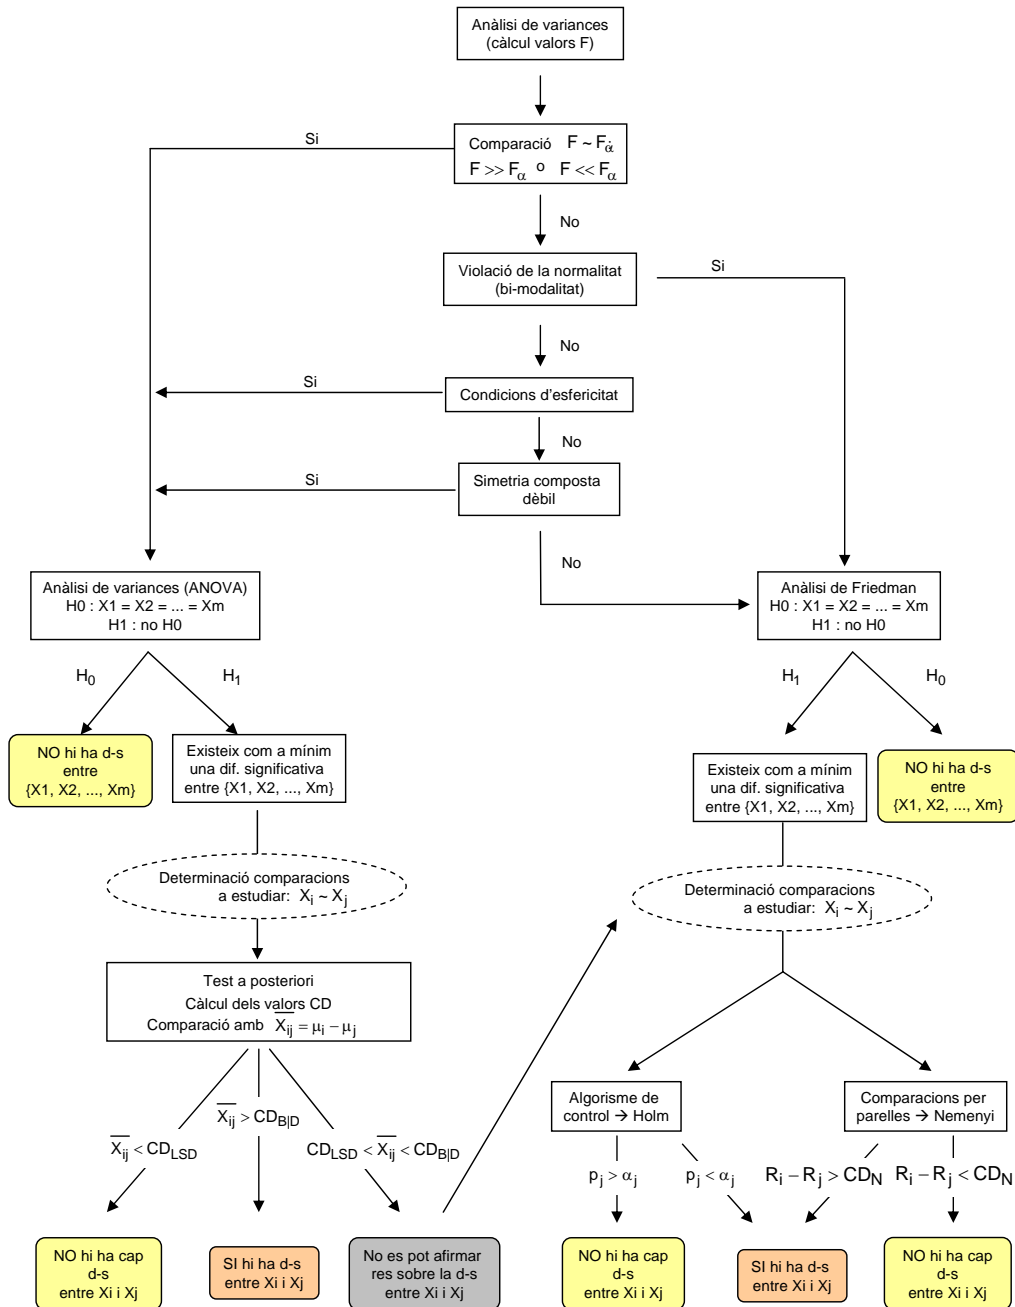 Anàlisi de variances
(càlcul valors F)
Si
Comparació F ~ Fα̇
F >> Fα o F << Fα
No
Violació de la normalitat
(bi-modalitat)
Si
No
Si
Condicions d'esfericitat
No
Si
Simetria composta
dèbil
No
Anàlisi de variances (ANOVA)
H0 : X1 = X2 = ... = Xm
H1 : no H0
Anàlisi de Friedman
H0 : X1 = X2 = ... = Xm
H1 : no H0
H0
H1
H1
H0
NO hi ha d-s
entre
{X1, X2, ..., Xm}
Existeix com a mínim
una dif. significativa
entre {X1, X2, ..., Xm}
Existeix com a mínim
una dif. significativa
entre {X1, X2, ..., Xm}
NO hi ha d-s
entre
{X1, X2, ..., Xm}
Determinació comparacions
a estudiar: Xi ~ Xj
Determinació comparacions
a estudiar: Xi ~ Xj
Test a posteriori
Càlcul dels valors CD
Comparació amb X̅ij = μi − μj
Algorisme de
control → Holm
Comparacions per
parelles → Nemenyi
X̅ij < CDLSD
X̅ij > CDB|D
CDLSD < X̅ij < CDB|D
pj > αj
pj < αj
Ri − Rj > CDN
Ri − Rj < CDN
NO hi ha cap
d-s
entre Xi i Xj
SI hi ha d-s
entre Xi i Xj
No es pot afirmar
res sobre la d-s
entre Xi i Xj
NO hi ha cap
d-s
entre Xi i Xj
SI hi ha d-s
entre Xi i Xj
NO hi ha cap
d-s
entre Xi i Xj